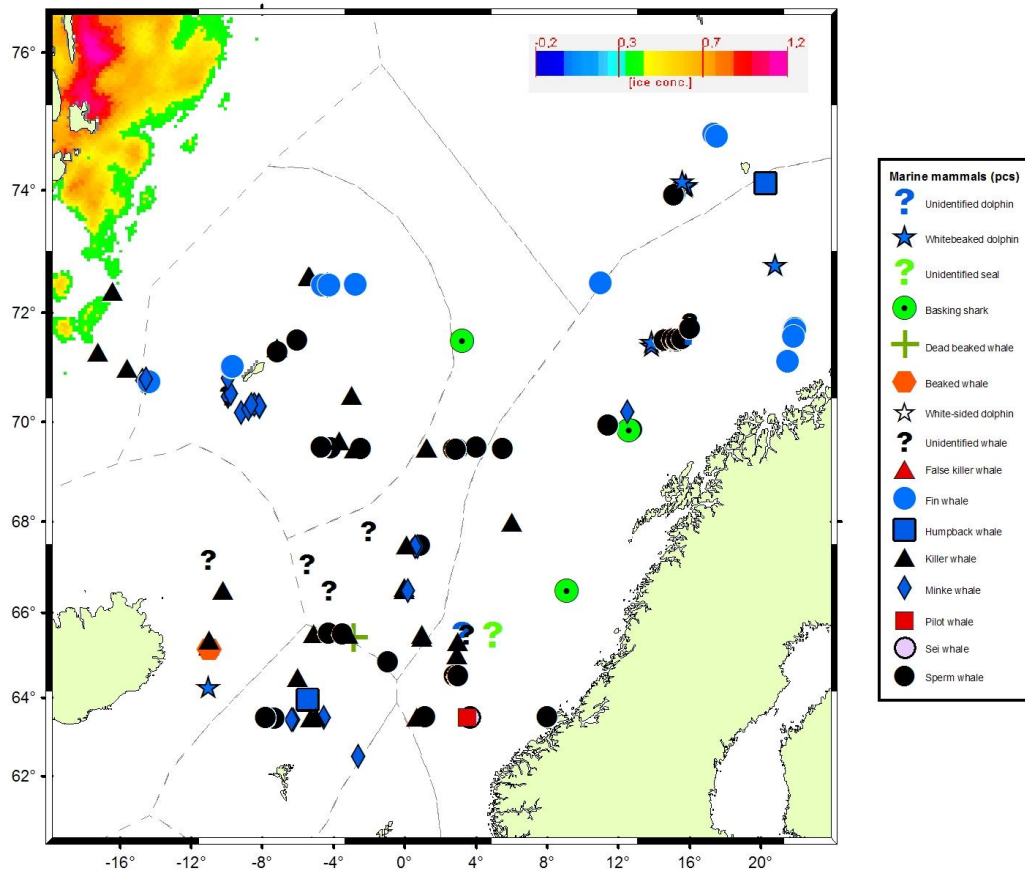 -0,2 0,3 0,7 1,2
[ice conc.]
76°
74°
72°
70°
68°
66°
64°
62°
-16° -12° -8° -4° 0° 4° 8° 12° 16° 20°
Marine mammals (pcs)
? Unidentified dolphin
Whitebeaked dolphin
? Unidentified seal
Basking shark
Dead beaked whale
Beaked whale
White-sided dolphin
? Unidentified whale
False killer whale
Fin whale
Humpback whale
Killer whale
Minke whale
Pilot whale
Sei whale
Sperm whale